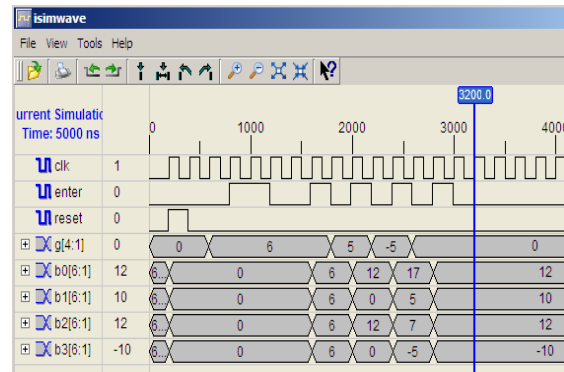 isimwave
File View Tools Help
3200.0
urrent Simulatio
Time: 5000 ns
0 1000 2000 3000 400
clk 1
enter 0
reset 0
g[4:1] 0 0 6 5 -5 0
b0[6:1] 12 6... 0 6 12 17 12
b1[6:1] 10 6... 0 6 0 5 10
b2[6:1] 12 6... 0 6 12 7 12
b3[6:1] -10 6... 0 6 0 -5 -10